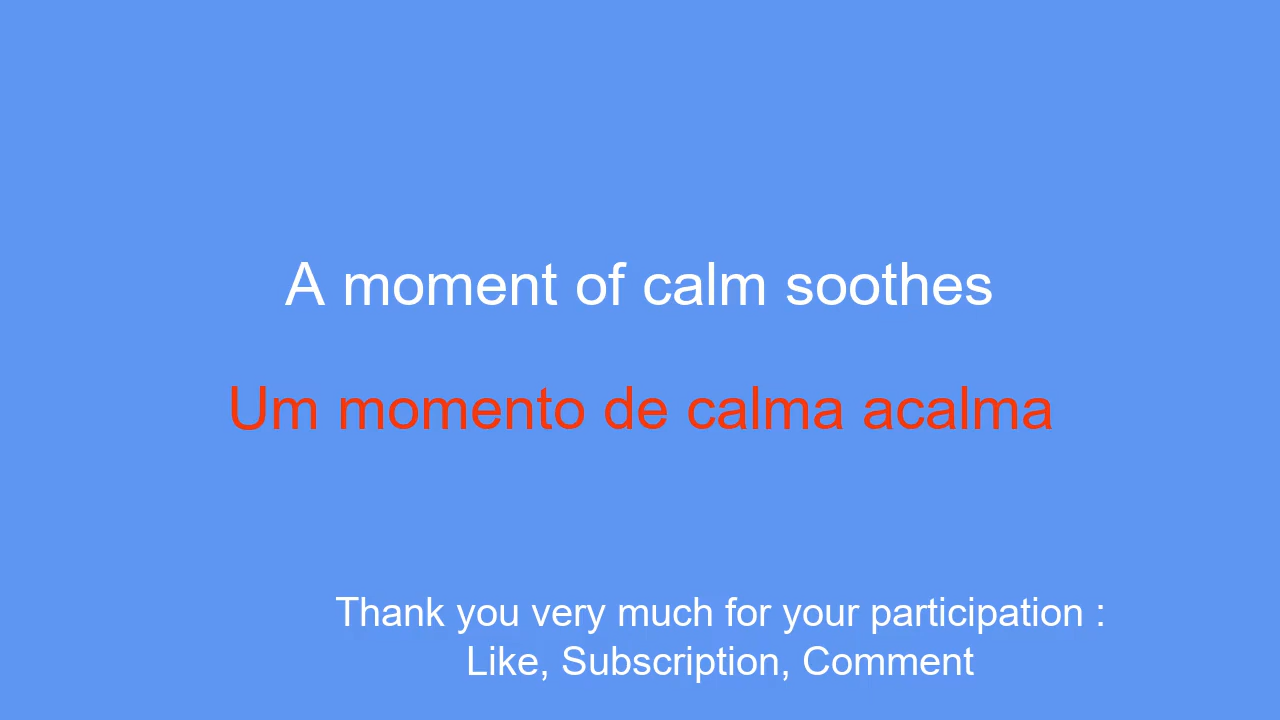 A moment of calm soothes
Um momento de calma acalma
Thank you very much for your participation :
Like, Subscription, Comment